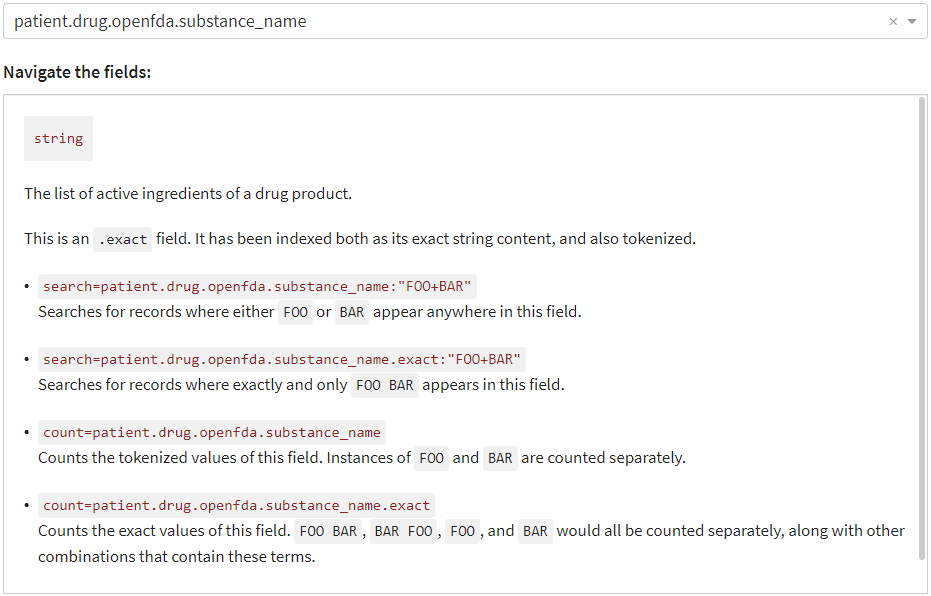 patient.drug.openfda.substance_name
Navigate the fields:
string
The list of active ingredients of a drug product.
This is an .exact field. It has been indexed both as its exact string content, and also tokenized.
• search=patient.drug.openfda.substance_name:"FOO+BAR"
Searches for records where either FOO or BAR appear anywhere in this field.
• search=patient.drug.openfda.substance_name.exact:"FOO+BAR"
Searches for records where exactly and only FOO BAR appears in this field.
• count=patient.drug.openfda.substance_name
Counts the tokenized values of this field. Instances of FOO and BAR are counted separately.
• count=patient.drug.openfda.substance_name.exact
Counts the exact values of this field. FOO BAR, BAR FOO, FOO, and BAR would all be counted separately, along with other
combinations that contain these terms.